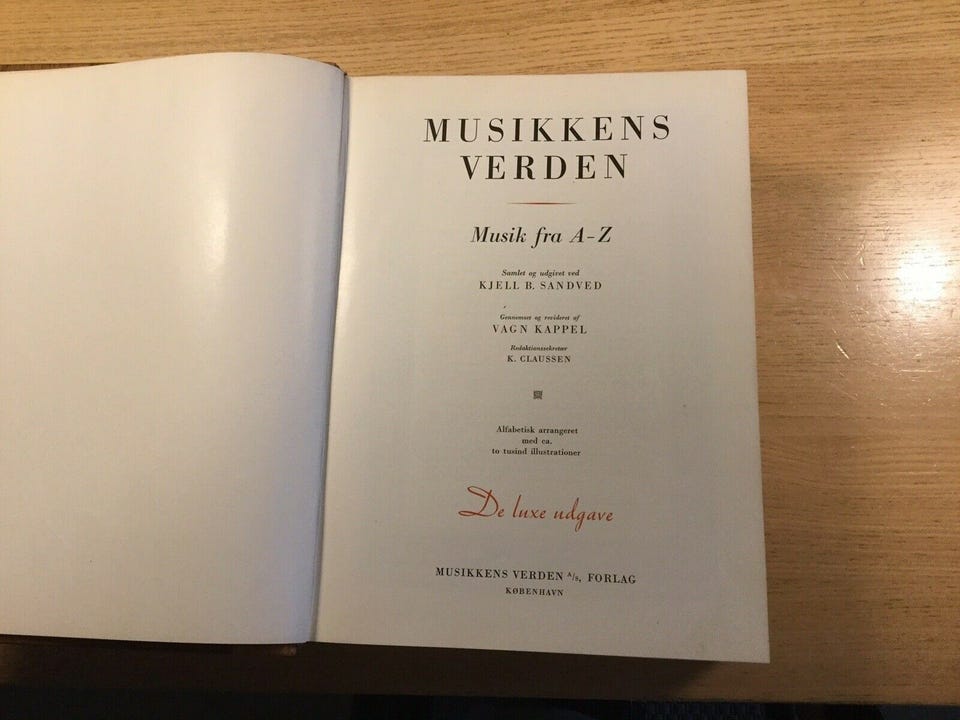 MUSIKKENS
VERDEN
Musik fra A-Z
Samlet og udgivet ved
KJELL B. SANDVED
Gennemset og revideret af
VAGN KAPPEL
Redaktionssekretær
K. CLAUSSEN
Alfabetisk arrangeret
med ca.
to tusind illustrationer
De luxe udgave
MUSIKKENS VERDEN A/S, FORLAG
KØBENHAVN